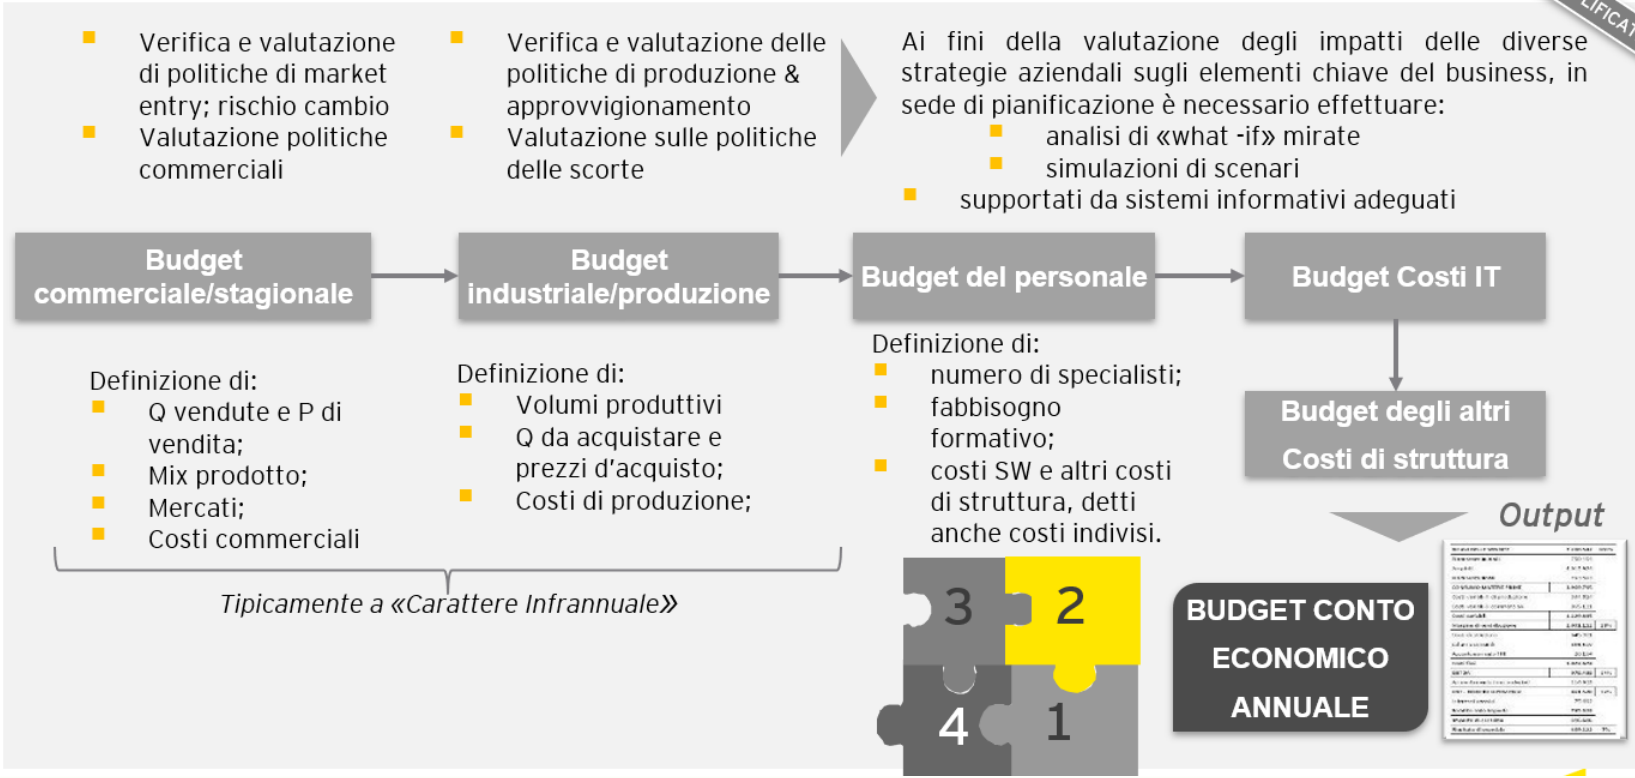 Verifica e valutazione
di politiche di market
entry; rischio cambio
Valutazione politiche
commerciali
Verifica e valutazione delle
politiche di produzione &
approvvigionamento
Valutazione sulle politiche
delle scorte
Ai fini della valutazione degli impatti delle diverse
strategie aziendali sugli elementi chiave del business, in
sede di pianificazione è necessario effettuare:
analisi di «what -if» mirate
simulazioni di scenari
supportati da sistemi informativi adeguati
Budget
commerciale/stagionale
Budget
industriale/produzione
Budget del personale
Budget Costi IT
Definizione di:
Q vendute e P di
vendita;
Mix prodotto;
Mercati;
Costi commerciali
Definizione di:
Volumi produttivi
Q da acquistare e
prezzi d'acquisto;
Costi di produzione;
Tipicamente a «Carattere Infrannuale»
Definizione di:
numero di specialisti;
fabbisogno
formativo;
costi SW e altri costi
di struttura, detti
anche costi indivisi.
Budget degli altri
Costi di struttura
Output
3
2
4
1
BUDGET CONTO
ECONOMICO
ANNUALE